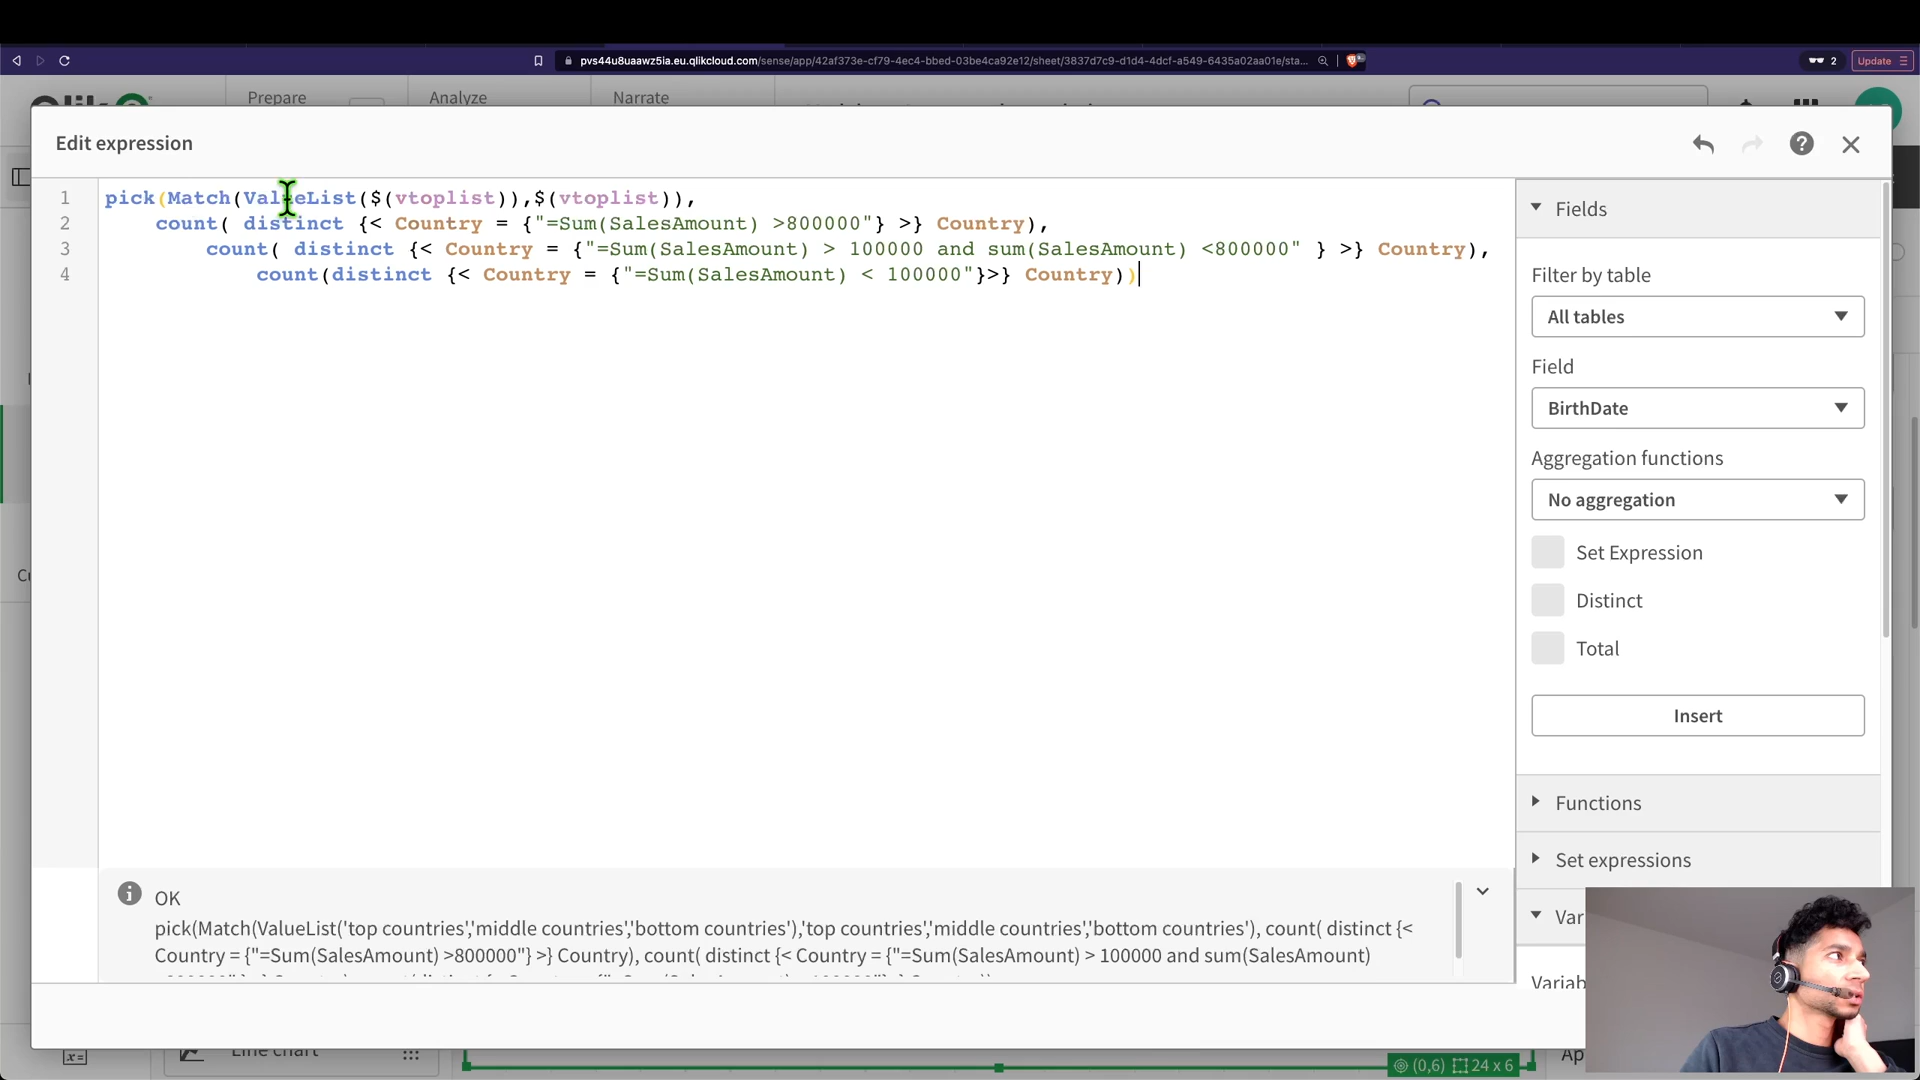 pvs44u8uaawz5ia.eu.qlikcloud.com/sense/app/42af373e-cf79-4ec4-bbed-03be4ca92e12/sheet/3837d7c9-d1d4-4dcf-a549-6435a02aa01e/sta...
2
Update
Prepare
Analyze
Narrate
Edit expression
1 pick(Match(ValueList($(vtoplist)),$(vtoplist)),
2 count( distinct {< Country = {"=Sum(SalesAmount) >800000"} >} Country),
3 count( distinct {< Country = {"=Sum(SalesAmount) > 100000 and sum(SalesAmount) <800000" } >} Country),
4 count(distinct {< Country = {"=Sum(SalesAmount) < 100000"}>} Country))
Fields
Filter by table
All tables
Field
BirthDate
Aggregation functions
No aggregation
Set Expression
Distinct
Total
Insert
Functions
Set expressions
Var
Variab
OK
pick(Match(ValueList('top countries','middle countries','bottom countries'),'top countries','middle countries','bottom countries'), count( distinct {<
Country = {"=Sum(SalesAmount) >800000"} >} Country), count( distinct {< Country = {"=Sum(SalesAmount) > 100000 and sum(SalesAmount)
Line chart
(0,6) 24 x 6
Ap